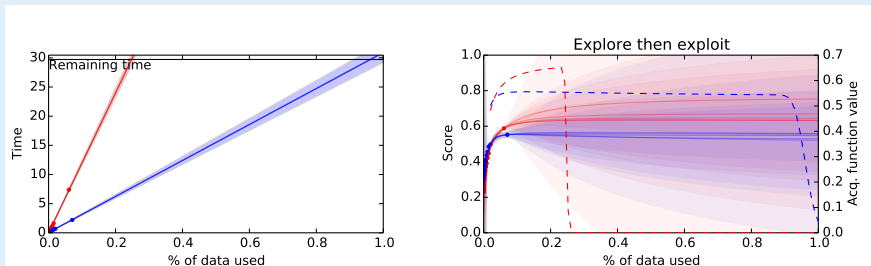 Explore then exploit
30
25
20
15
10
5
0
Remaining time
Time
0.0 0.2 0.4 0.6 0.8 1.0
% of data used
1.0
0.8
0.6
0.4
0.2
0.0
Score
0.0 0.2 0.4 0.6 0.8 1.0
% of data used
0.7
0.6
0.5
0.4
0.3
0.2
0.1
0.0
Acq. function value